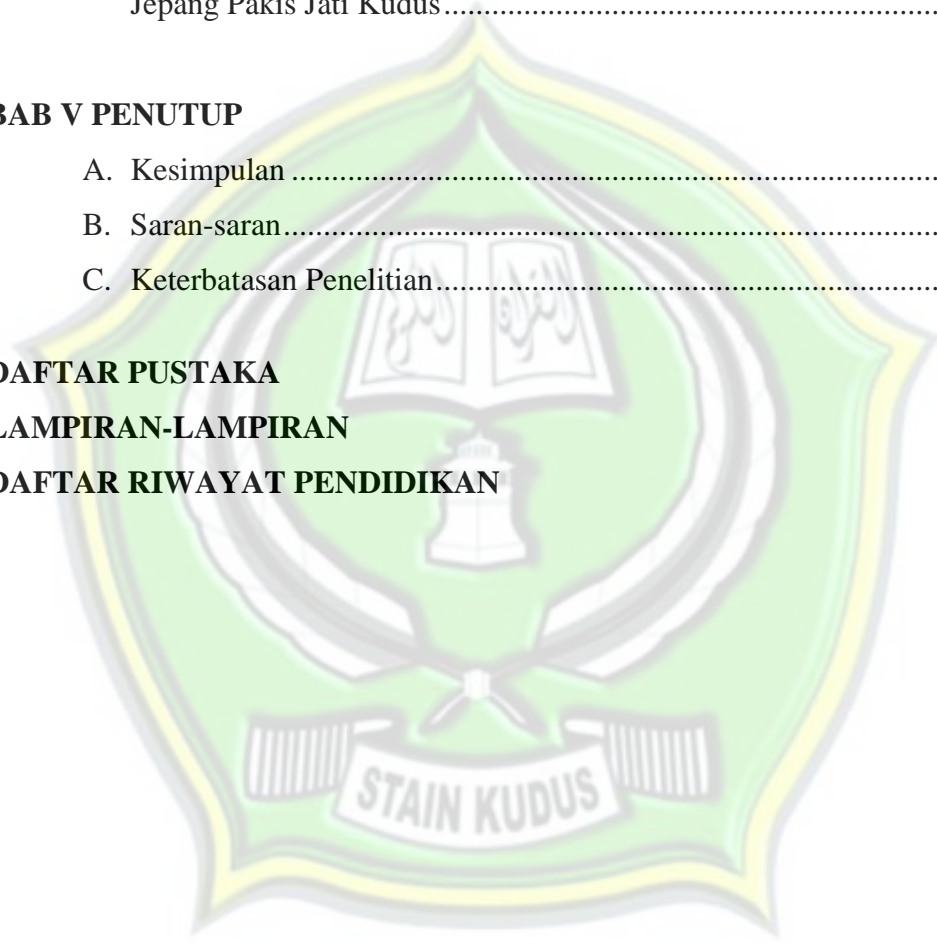 Jepang Pakis Jati Kudus.........................................................................
BAB V PENUTUP
A. Kesimpulan .........................................................................
B. Saran-saran.........................................................................
C. Keterbatasan Penelitian.........................................................................
DAFTAR PUSTAKA
LAMPIRAN-LAMPIRAN
DAFTAR RIWAYAT PENDIDIKAN
STAIN KUDUS